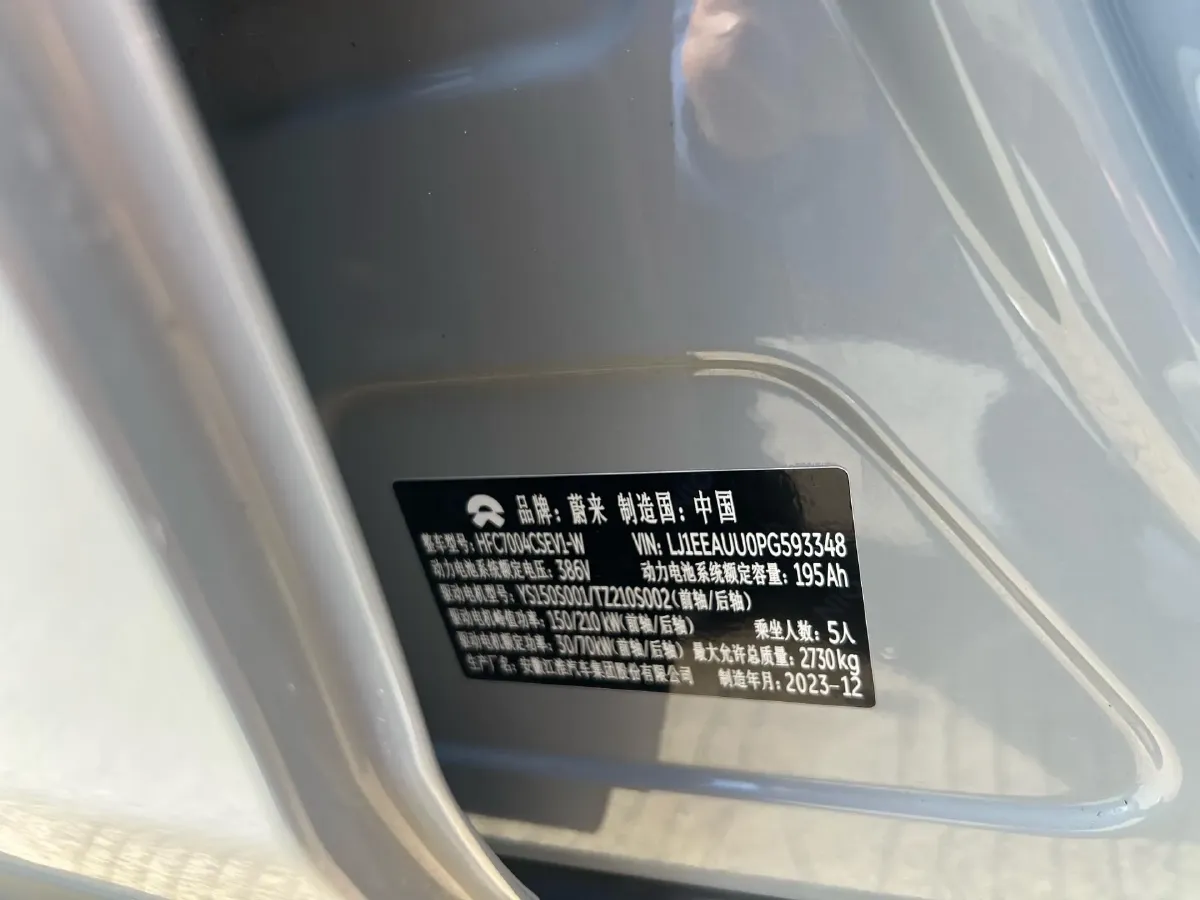 品牌：蔚来 制造国：中国
整车型号：HFC7004CSEV1-W VIN：LJ1EEAUU0PG593348
动力电池系统额定电压：386V 动力电池系统额定容量：195Ah
驱动电机型号：YS150S001/TZ210S002(前轴/后轴)
驱动电机峰值功率：150/210kW(前轴/后轴) 乘坐人数：5人
驱动电机额定功率：30/70kW(前轴/后轴) 最大允许总质量：2730kg
生产厂名：安徽江淮汽车集团股份有限公司 制造年月：2023-12